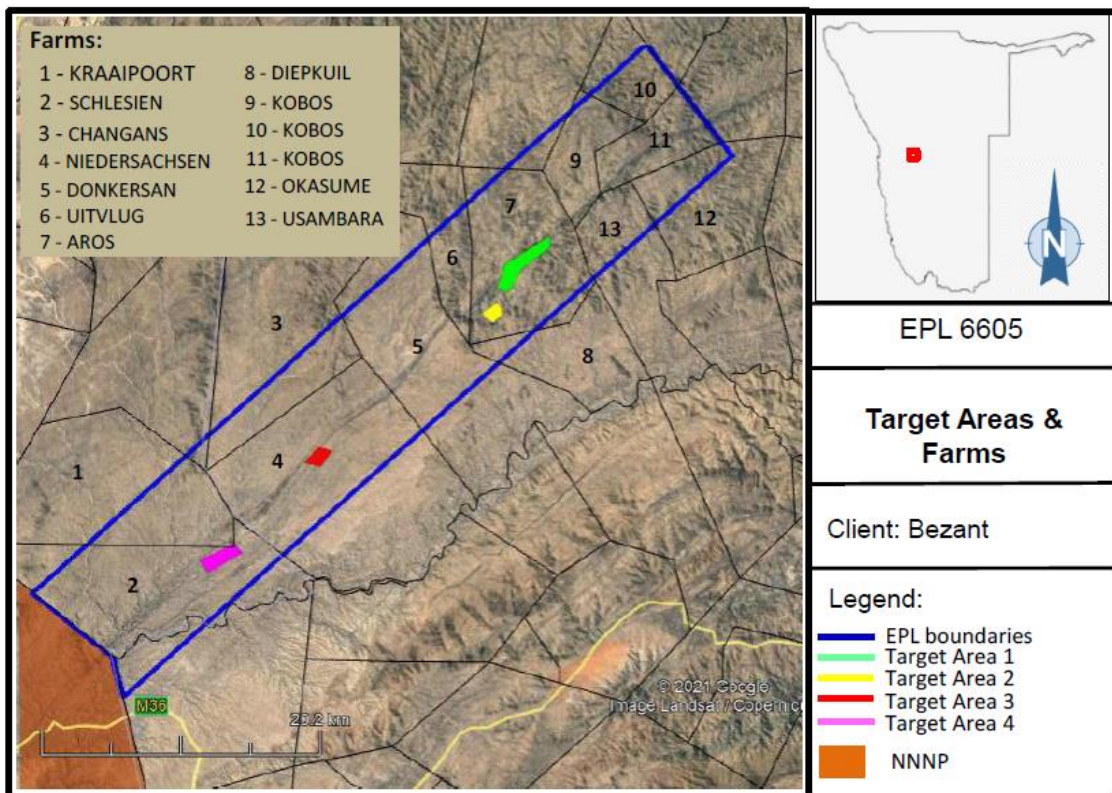 Farms:
1 - KRAAIPOORT
2 - SCHLESIEN
3 - CHANGANS
4 - NIEDERSACHSEN
5 - DONKERSAN
6 - UITVLUG
7 - AROS
8 - DIEPKUIL
9 - KOBOS
10 - KOBOS
11 - KOBOS
12 - OKASUME
13 - USAMBARA
10
11
9
7
12
13
6
3
5
8
4
1
2
M36
© 2021 Google
Image Landsat / Copernic
N
EPL 6605
Target Areas &
Farms
Client: Bezant
Legend:
EPL boundaries
Target Area 1
Target Area 2
Target Area 3
Target Area 4
NNNP